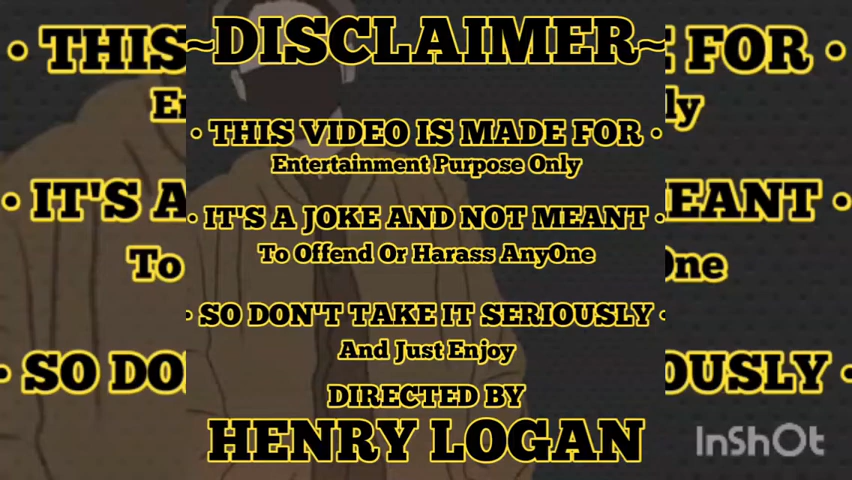 ~DISCLAIMER~
• THIS VIDEO IS MADE FOR •
Entertainment Purpose Only
• IT'S A JOKE AND NOT MEANT •
To Offend Or Harass AnyOne
• SO DON'T TAKE IT SERIOUSLY •
And Just Enjoy
DIRECTED BY
HENRY LOGAN
InShOt